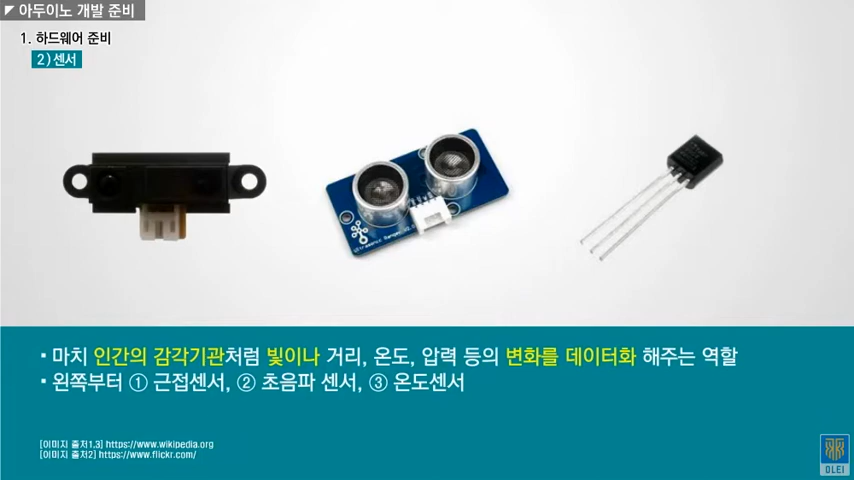 아두이노 개발 준비
1. 하드웨어 준비
2) 센서
Ultrasonic Ranger
▪ 마치 인간의 감각기관처럼 빛이나 거리, 온도, 압력 등의 변화를 데이터화 해주는 역할
▪ 왼쪽부터 ① 근접센서, ② 초음파 센서, ③ 온도센서
[이미지 출처1,3] https://www.wikipedia.org
[이미지 출처2] https://www.flickr.com/
OLEI